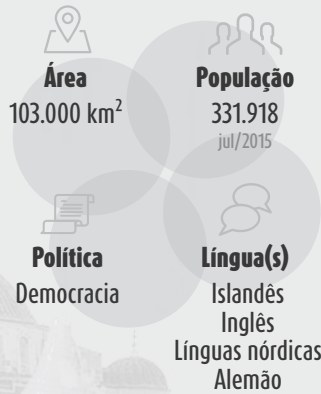 Área
103.000 km²
População
331.918
jul/2015
Política
Democracia
Língua(s)
Islandês
Inglês
Línguas nórdicas
Alemão